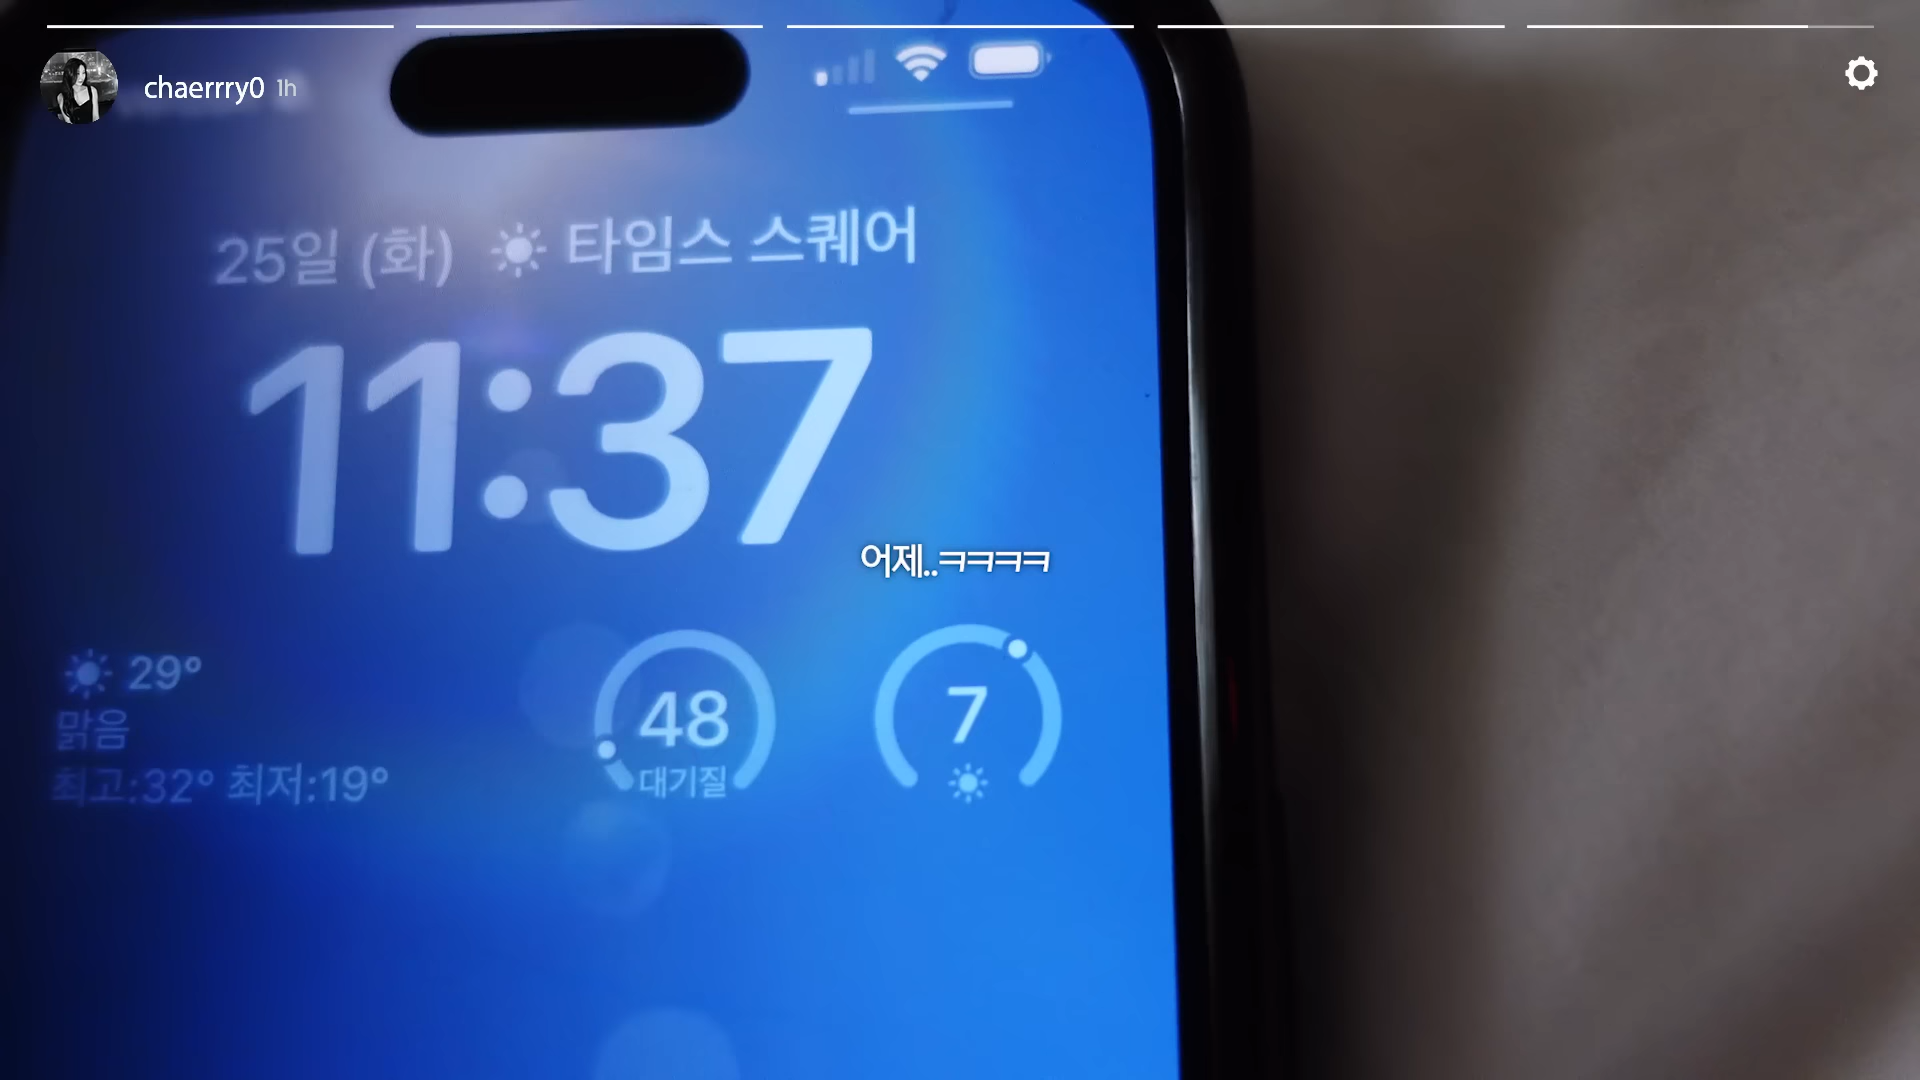 chaerrry0 1h
25일 (화) 타임스 스퀘어
11:37
어제..ㅋㅋㅋㅋ
29°
맑음
최고:32° 최저:19°
48
대기질
7